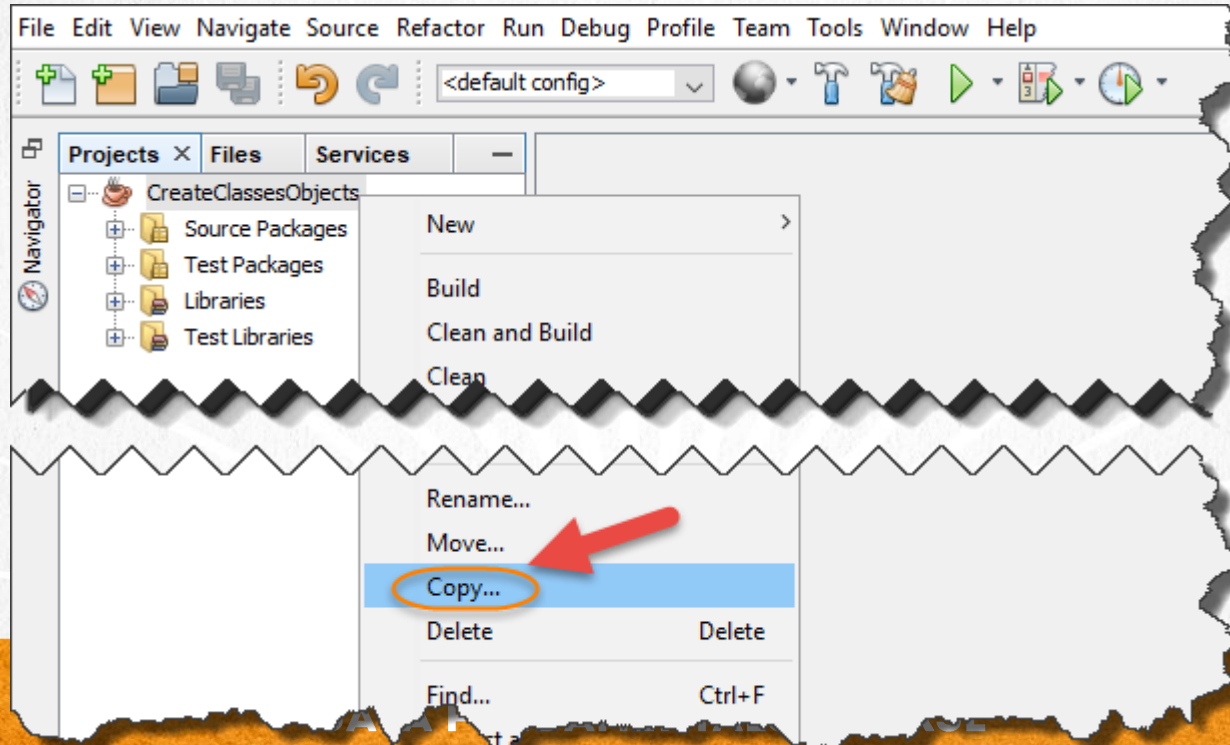 File Edit View Navigate Source Refactor Run Debug Profile Team Tools Window Help
<default config>
Projects Files Services
Navigator
CreateClassesObjects
Source Packages
Test Packages
Libraries
Test Libraries
New
Build
Clean and Build
Clean
Rename...
Move...
Copy...
Delete Delete
Find... Ctrl+F